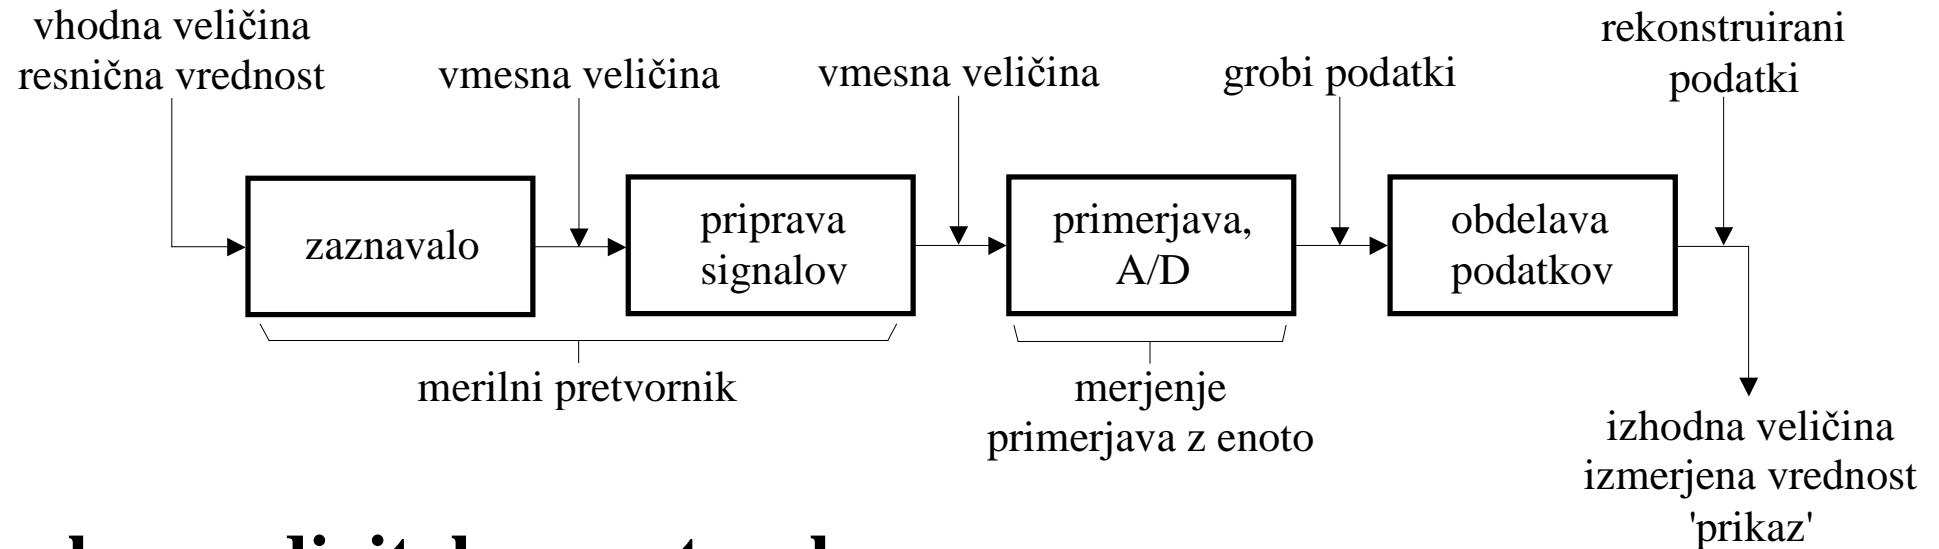 vhodna veličina
resnična vrednost
vmesna veličina
vmesna veličina
grobi podatki
rekonstruirani
podatki
zaznavalo
priprava
signalov
primerjava,
A/D
obdelava
podatkov
merilni pretvornik
merjenje
primerjava z enoto
izhodna veličina
izmerjena vrednost
'prikaz'